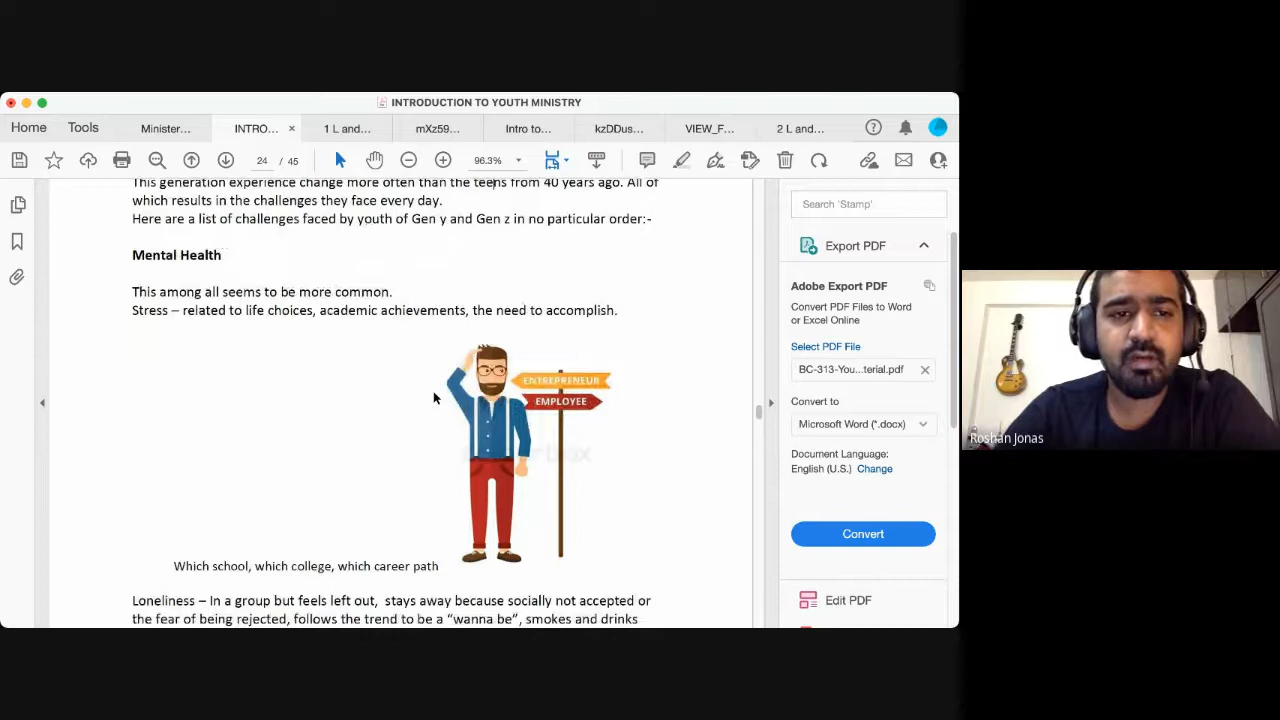 INTRODUCTION TO YOUTH MINISTRY
Home
Tools
Minister...
INTRO...
1 L and...
mXz59...
Intro to...
kzDDus...
VIEW_F...
2 L and...
24 / 45
96.3%
This generation experience change more often than the teens from 40 years ago. All of
which results in the challenges they face every day.
Here are a list of challenges faced by youth of Gen y and Gen z in no particular order:-
Mental Health
This among all seems to be more common.
Stress – related to life choices, academic achievements, the need to accomplish.
ENTREPRENEUR
EMPLOYEE
Which school, which college, which career path
Loneliness – In a group but feels left out, stays away because socially not accepted or
the fear of being rejected, follows the trend to be a “wanna be”, smokes and drinks
Search 'Stamp'
Export PDF
Adobe Export PDF
Convert PDF Files to Word
or Excel Online
Select PDF File
BC-313-You...terial.pdf
Convert to
Microsoft Word (*.docx)
Document Language:
English (U.S.) Change
Convert
Edit PDF
Roshan Jonas